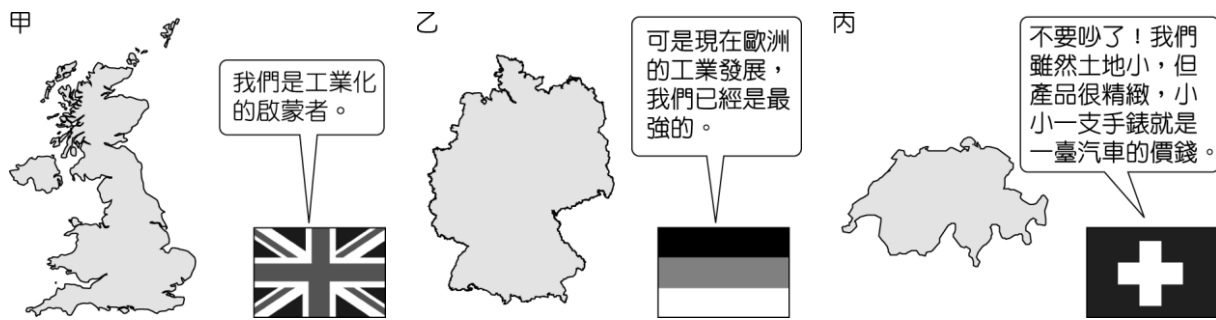 甲
我們是工業化
的啟蒙者。
乙
可是現在歐洲
的工業發展，
我們已經是最
強的。
丙
不要吵了！我們
雖然土地小，但
產品很精緻，小
小一支手錶就是
一臺汽車的價錢。